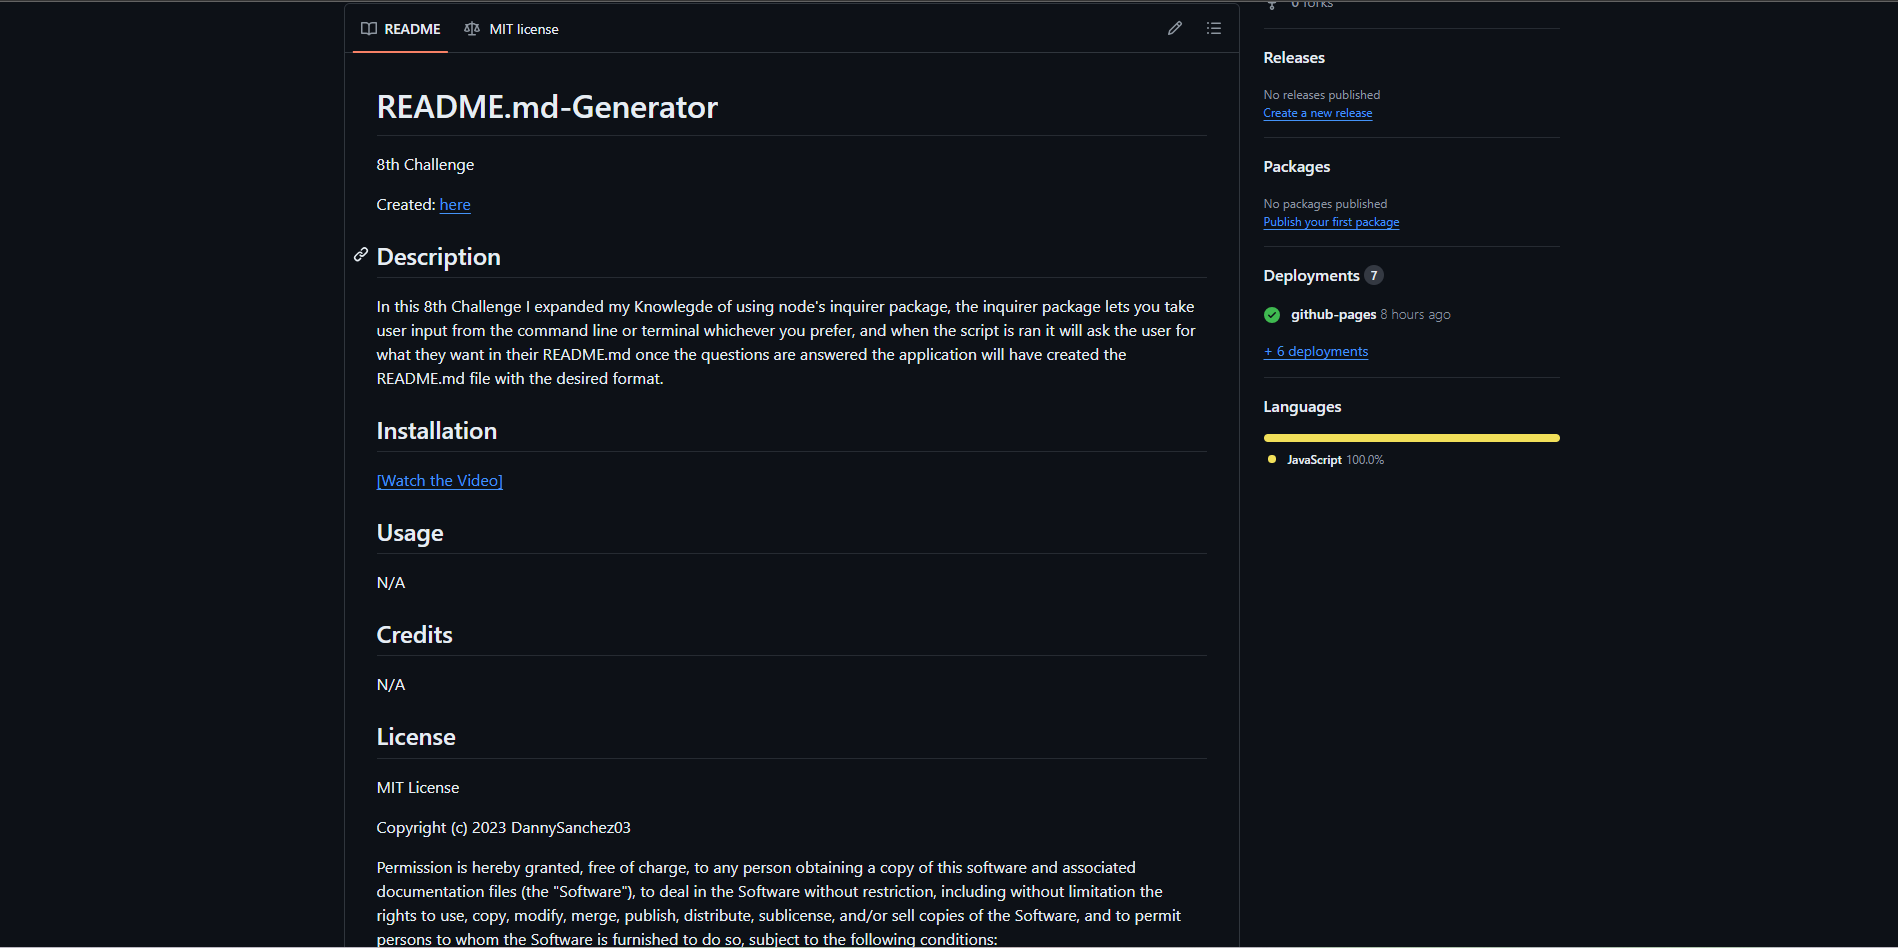 README
MIT license
README.md-Generator
8th Challenge
Created: here
Description
In this 8th Challenge I expanded my Knowlegde of using node's inquirer package, the inquirer package lets you take
user input from the command line or terminal whichever you prefer, and when the script is ran it will ask the user for
what they want in their README.md once the questions are answered the application will have created the
README.md file with the desired format.
Installation
[Watch the Video]
Usage
N/A
Credits
N/A
License
MIT License
Copyright (c) 2023 DannySanchez03
Permission is hereby granted, free of charge, to any person obtaining a copy of this software and associated
documentation files (the "Software"), to deal in the Software without restriction, including without limitation the
rights to use, copy, modify, merge, publish, distribute, sublicense, and/or sell copies of the Software, and to permit
persons to whom the Software is furnished to do so, subject to the following conditions:
0 forks
Releases
No releases published
Create a new release
Packages
No packages published
Publish your first package
Deployments 7
github-pages 8 hours ago
+ 6 deployments
Languages
JavaScript 100.0%